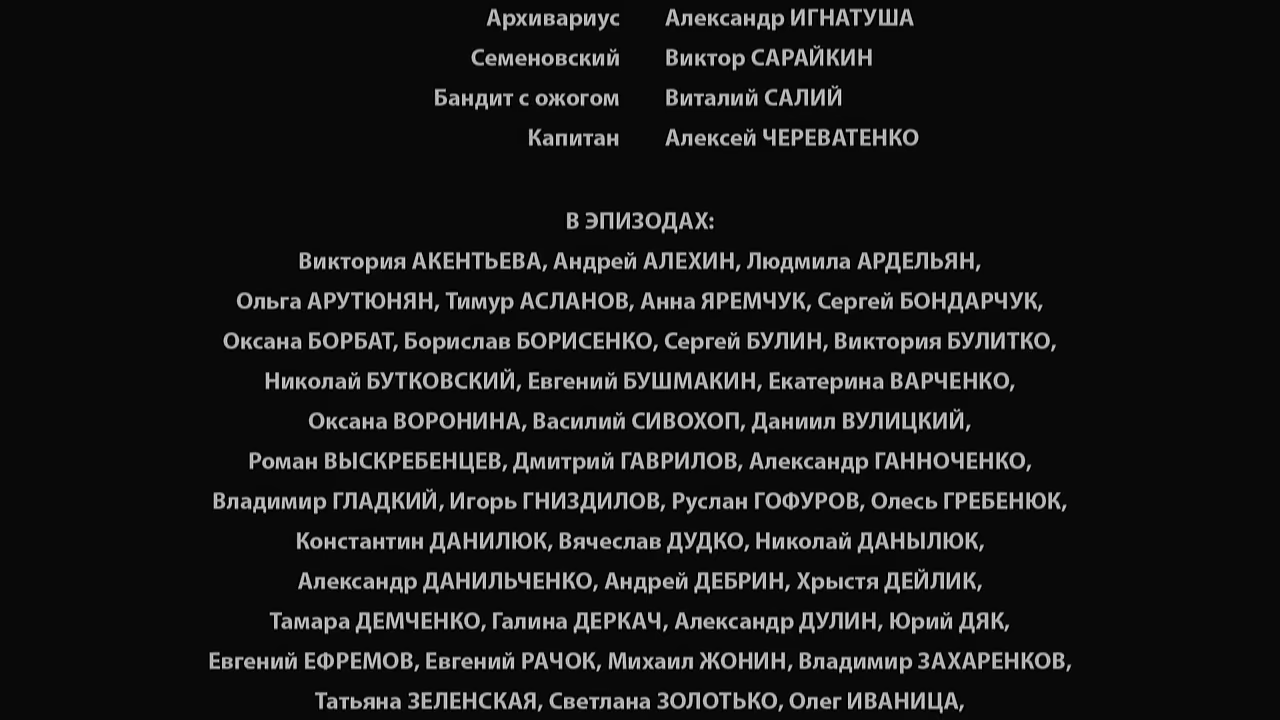 Архивариус Александр ИГНАТУША
Семеновский Виктор САРАЙКИН
Бандит с ожогом Виталий САЛИЙ
Капитан Алексей ЧЕРЕВАТЕНКО
В ЭПИЗОДАХ:
Виктория АКЕНТЬЕВА, Андрей АЛЕХИН, Людмила АРДЕЛЬЯН,
Ольга АРУТЮНЯН, Тимур АСЛАНОВ, Анна ЯРЕМЧУК, Сергей БОНДАРЧУК,
Оксана БОРБАТ, Борислав БОРИСЕНКО, Сергей БУЛИН, Виктория БУЛИТКО,
Николай БУТКОВСКИЙ, Евгений БУШМАКИН, Екатерина ВАРЧЕНКО,
Оксана ВОРОНИНА, Василий СИВОХОП, Даниил ВУЛИЦКИЙ,
Роман ВЫСКРЕБЕНЦЕВ, Дмитрий ГАВРИЛОВ, Александр ГАННОЧЕНКО,
Владимир ГЛАДКИЙ, Игорь ГНИЗДИЛОВ, Руслан ГОФУРОВ, Олесь ГРЕБЕНЮК,
Константин ДАНИЛЮК, Вячеслав ДУДКО, Николай ДАНЫЛЮК,
Александр ДАНИЛЬЧЕНКО, Андрей ДЕБРИН, Хрыстя ДЕЙЛИК,
Тамара ДЕМЧЕНКО, Галина ДЕРКАЧ, Александр ДУЛИН, Юрий ДЯК,
Евгений ЕФРЕМОВ, Евгений РАЧОК, Михаил ЖОНИН, Владимир ЗАХАРЕНКОВ,
Татьяна ЗЕЛЕНСКАЯ, Светлана ЗОЛОТЬКО, Олег ИВАНИЦА,